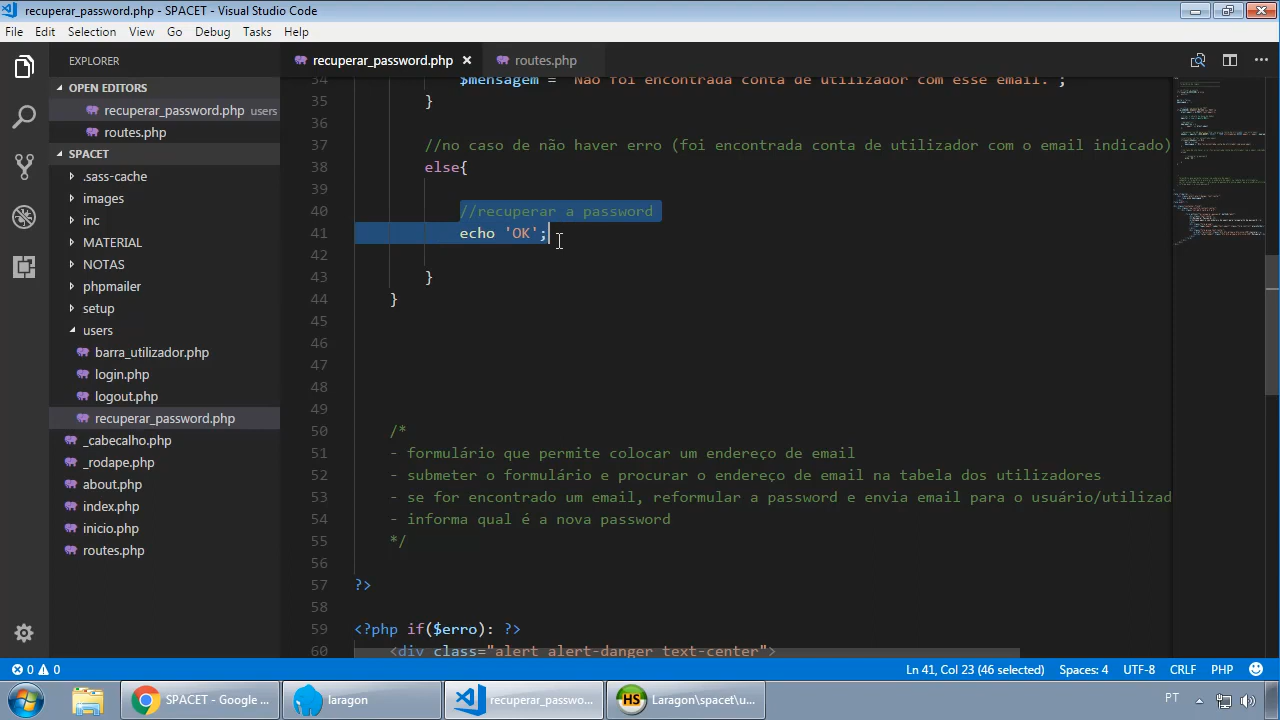 recuperar_password.php - SPACET - Visual Studio Code
File Edit Selection View Go Debug Tasks Help
EXPLORER
OPEN EDITORS
recuperar_password.php users
routes.php
SPACET
.sass-cache
images
inc
MATERIAL
NOTAS
phpmailer
setup
users
barra_utilizador.php
login.php
logout.php
recuperar_password.php
_cabecalho.php
_rodape.php
about.php
index.php
inicio.php
routes.php
recuperar_password.php routes.php
34 $mensagem = "Não foi encontrada conta de utilizador com esse email.";
35 }
36
37 //no caso de não haver erro (foi encontrada conta de utilizador com o email indicado)
38 else{
39
40 //recuperar a password
41 echo 'OK';
42
43 }
44 }
45
46
47
48
49
50 /*
51 - formulário que permite colocar um endereço de email
52 - submeter o formulário e procurar o endereço de email na tabela dos utilizadores
53 - se for encontrado um email, reformular a password e envia email para o usuário/utilizad
54 - informa qual é a nova password
55 */
56
57 ?>
58
59 <?php if($erro): ?>
60 <div class="alert alert-danger text-center">
0 0 Ln 41, Col 23 (46 selected) Spaces: 4 UTF-8 CRLF PHP
SPACET - Google ... laragon recuperar_passwo... HS Laragon\spacet\u... PT